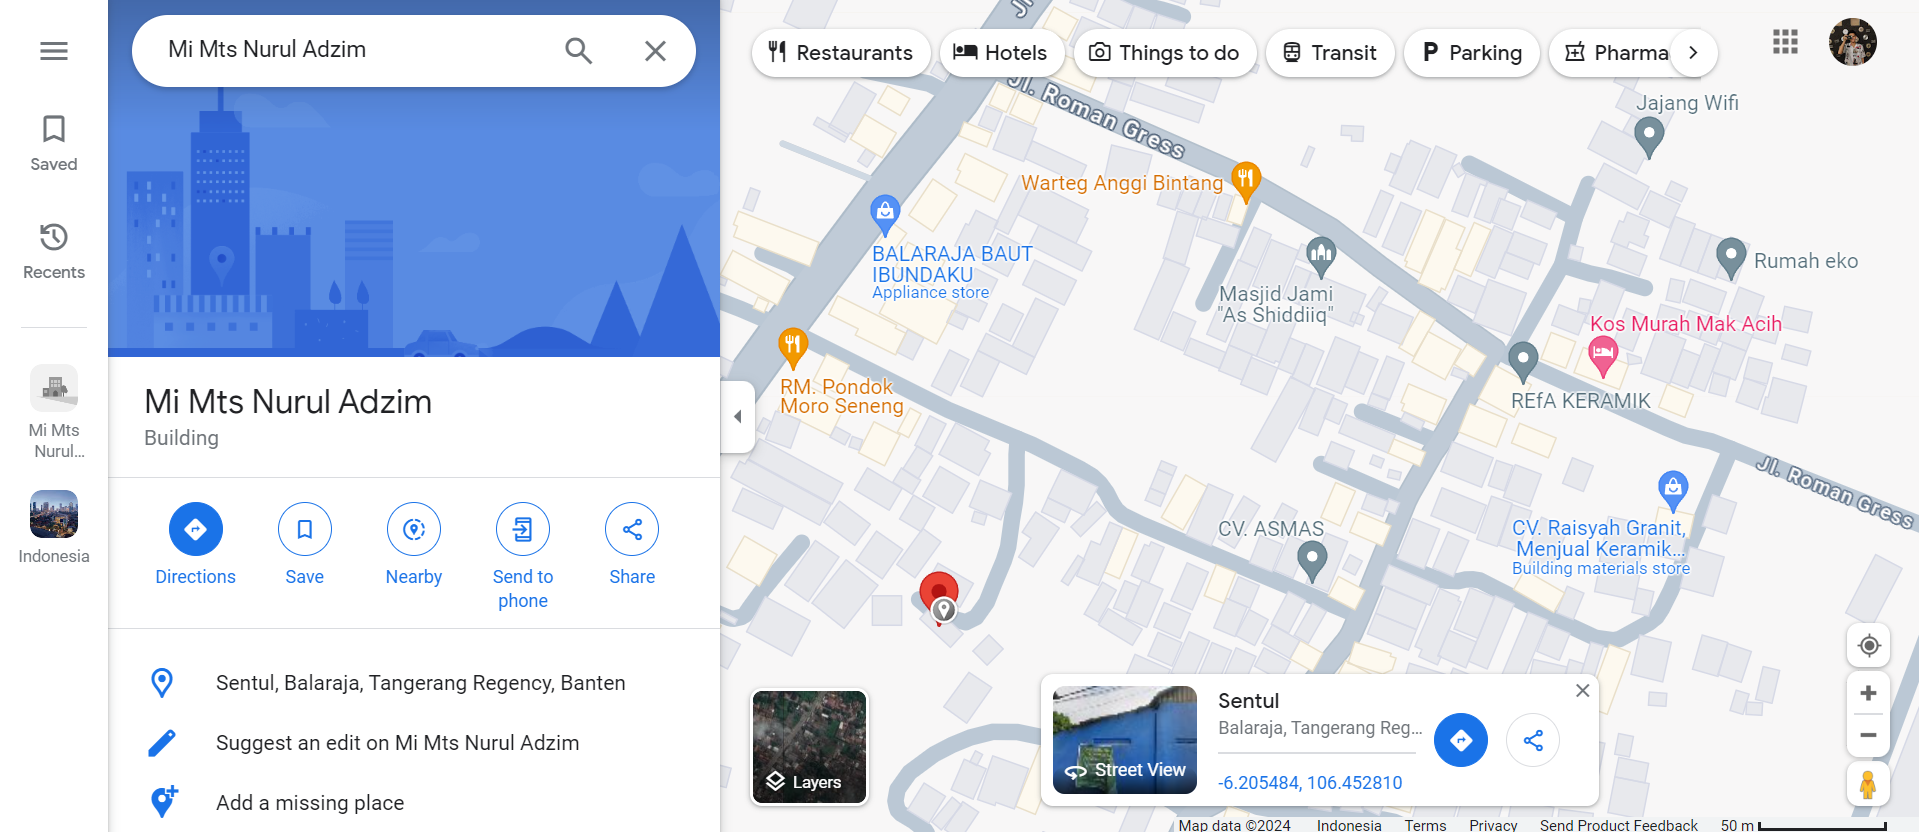 Mi Mts Nurul Adzim
Saved
Recents
Mi Mts
Nurul...
Indonesia
Mi Mts Nurul Adzim
Building
Directions
Save
Nearby
Send to
phone
Share
Sentul, Balaraja, Tangerang Regency, Banten
Suggest an edit on Mi Mts Nurul Adzim
Add a missing place
Restaurants
Hotels
Things to do
Transit
P Parking
Pharma
Jl. Roman Gress
Jajang Wifi
Warteg Anggi Bintang
BALARAJA BAUT
IBUNDAKU
Appliance store
Masjid Jami
"As Shiddiiq"
Rumah eko
Kos Murah Mak Acih
RM. Pondok
Moro Seneng
REfA KERAMIK
Jl. Roman Gress
CV. ASMAS
CV. Raisyah Granit,
Menjual Keramik...
Building materials store
Layers
Street View
Sentul
Balaraja, Tangerang Reg...
-6.205484, 106.452810
Map data ©2024 Indonesia Terms Privacy Send Product Feedback 50 m